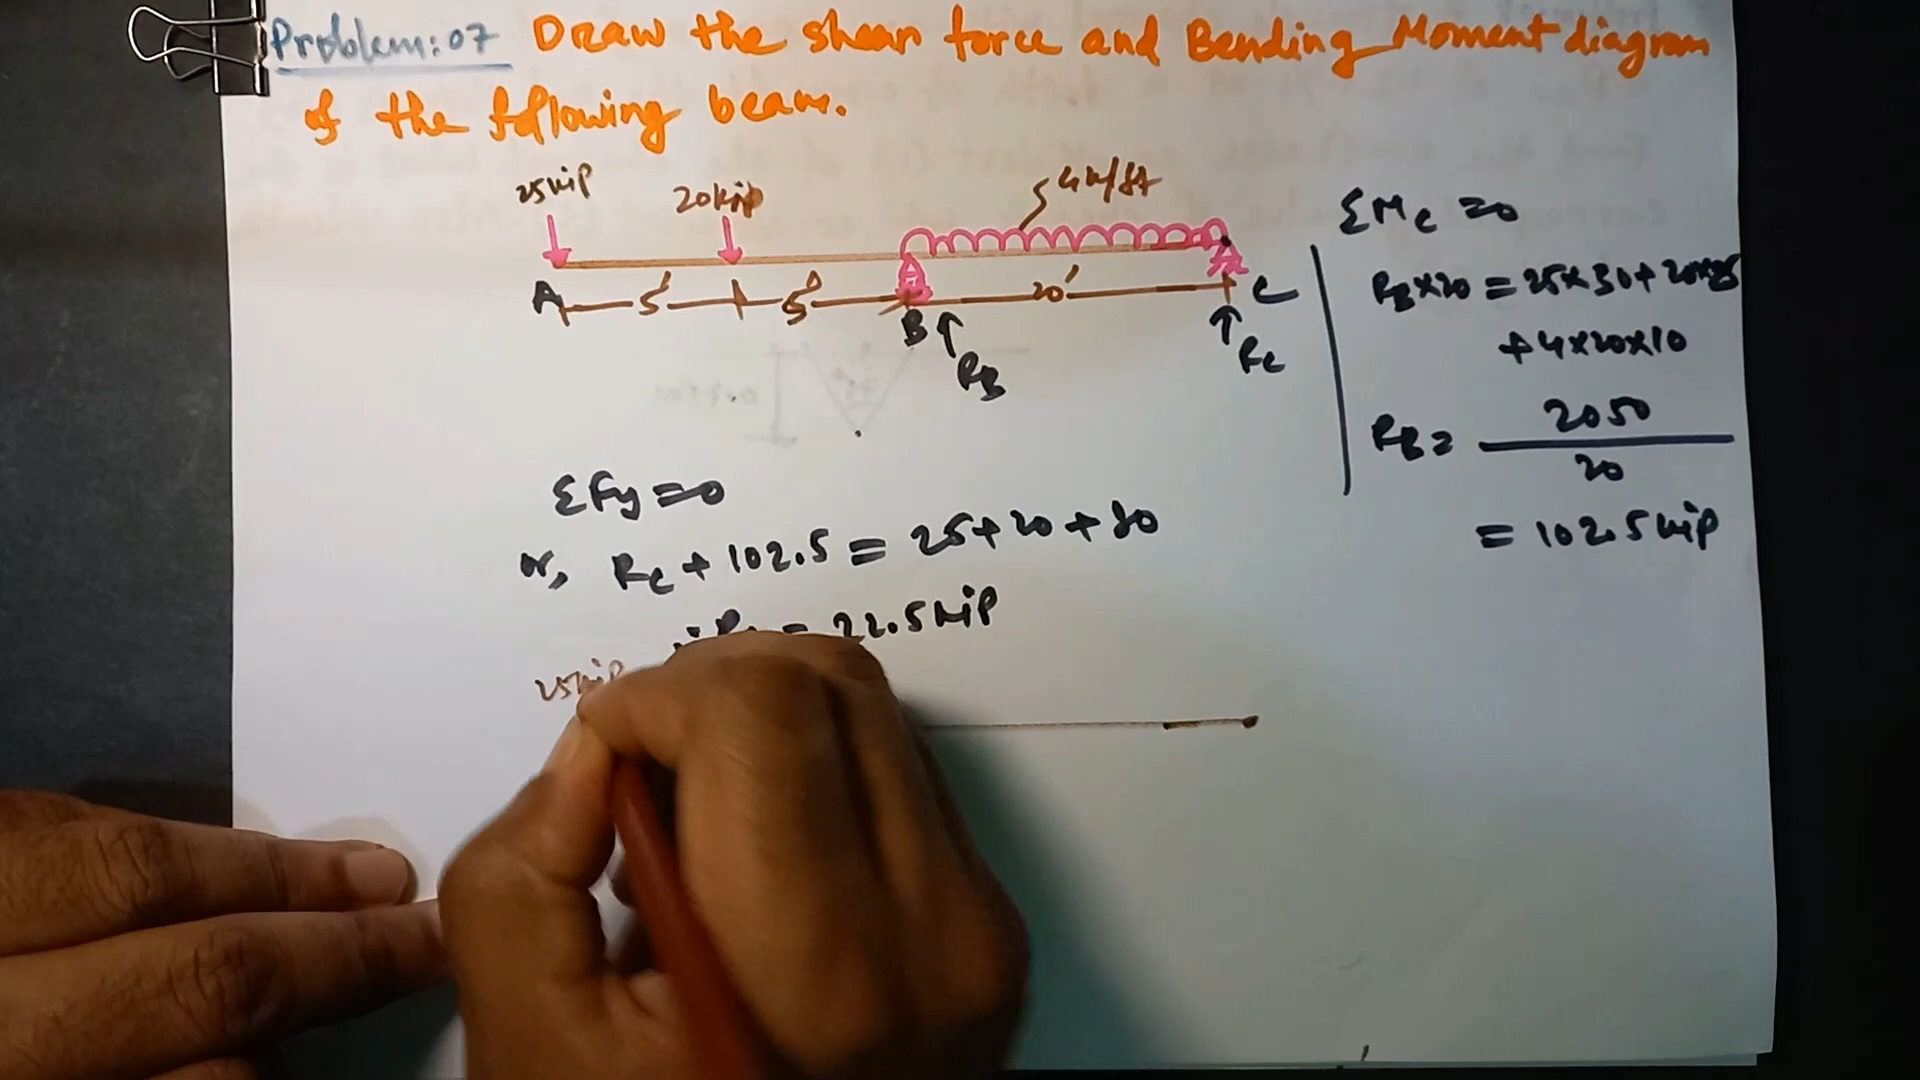 Problem:07 Draw the shear force and Bending Moment diagram
of the following beam.
25kip 20kip 4k/ft
A 5' 5' 20' C
B RB RC
ΣMC = 0
RB×20 = 25×30+20×25
+4×20×10
RB = 2050
20
= 102.5 kip
ΣFy = 0
or, RC + 102.5 = 25+20+80
= 22.5 kip
25kip